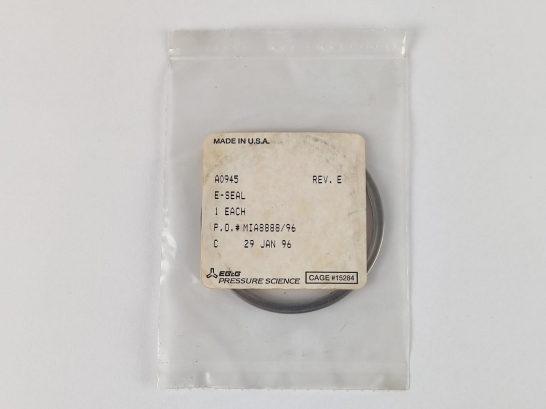 MADE IN U.S.A.
A0945 REV. E
E-SEAL
1 EACH
P.O.# MIA8888/96
C 29 JAN 96
EG&G
PRESSURE SCIENCE CAGE #15284